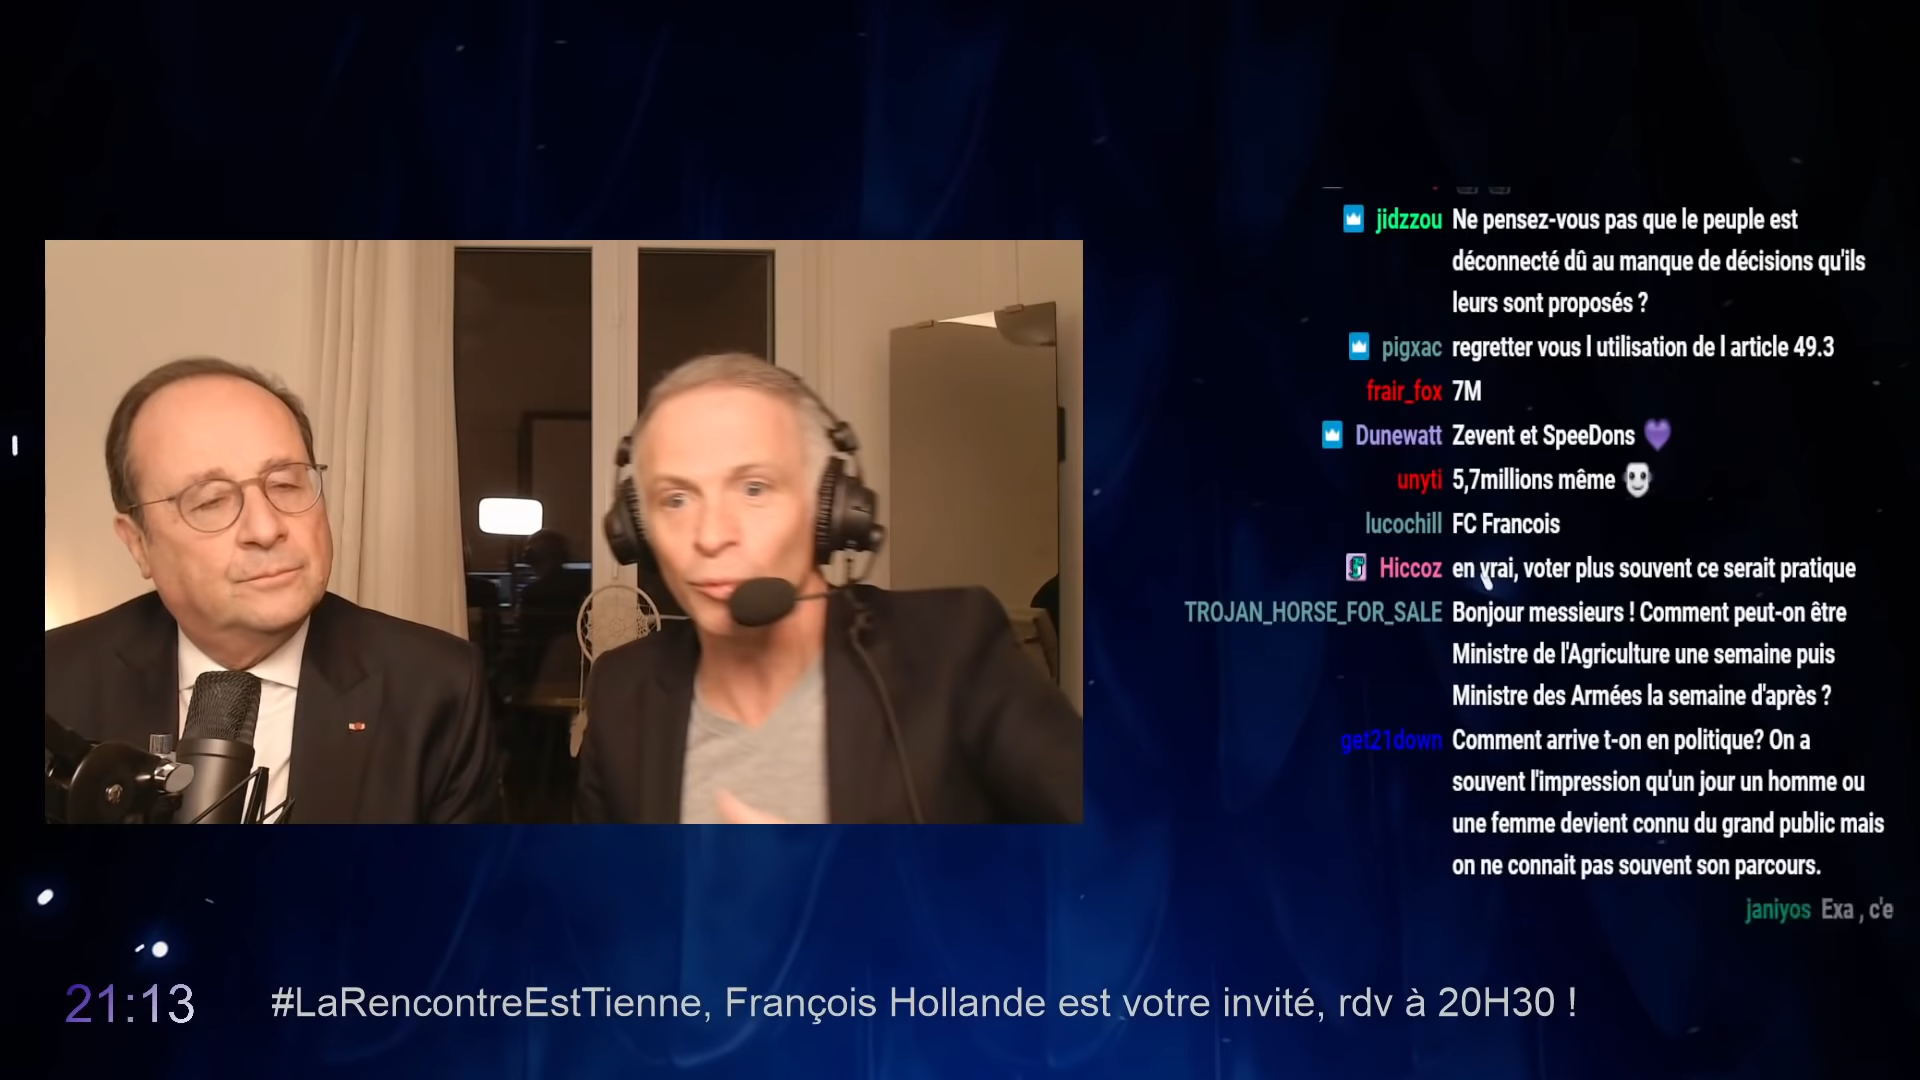 jidzzou Ne pensez-vous pas que le peuple est
déconnecté dû au manque de décisions qu'ils
leurs sont proposés ?
pigxac regretter vous l utilisation de l article 49.3
frair_fox 7M
Dunewatt Zevent et SpeeDons
unyti 5,7millions même
lucochill FC Francois
Hiccoz en vrai, voter plus souvent ce serait pratique
TROJAN_HORSE_FOR_SALE Bonjour messieurs ! Comment peut-on être
Ministre de l'Agriculture une semaine puis
Ministre des Armées la semaine d'après ?
get21down Comment arrive t-on en politique? On a
souvent l'impression qu'un jour un homme ou
une femme devient connu du grand public mais
on ne connait pas souvent son parcours.
janiyos Exa , c'e
21:13 #LaRencontreEstTienne, François Hollande est votre invité, rdv à 20H30 !